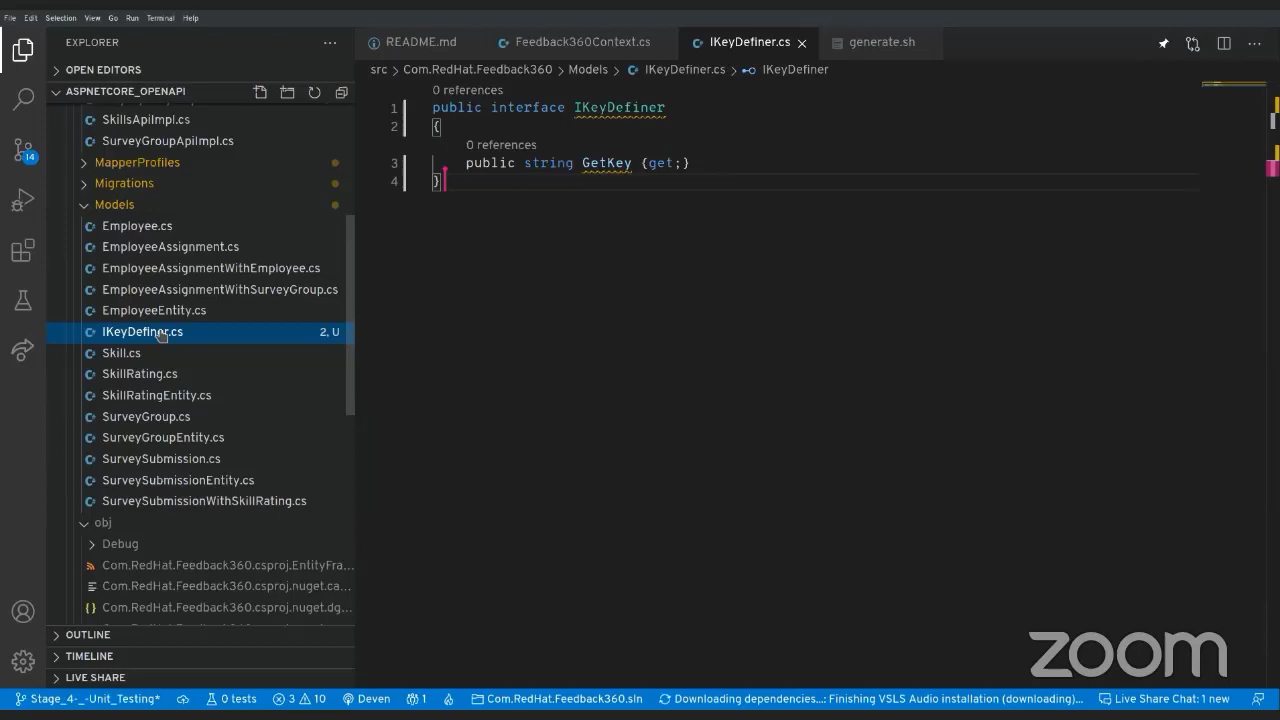 File Edit Selection View Go Run Terminal Help
EXPLORER
README.md
Feedback360Context.cs
IKeyDefiner.cs
generate.sh
OPEN EDITORS
src > Com.RedHat.Feedback360 > Models > IKeyDefiner.cs > IKeyDefiner
ASPNETCORE_OPENAPI
SkillsApiImpl.cs
SurveyGroupApiImpl.cs
MapperProfiles
Migrations
Models
Employee.cs
EmployeeAssignment.cs
EmployeeAssignmentWithEmployee.cs
EmployeeAssignmentWithSurveyGroup.cs
EmployeeEntity.cs
IKeyDefiner.cs 2, U
Skill.cs
SkillRating.cs
SkillRatingEntity.cs
SurveyGroup.cs
SurveyGroupEntity.cs
SurveySubmission.cs
SurveySubmissionEntity.cs
SurveySubmissionWithSkillRating.cs
obj
Debug
Com.RedHat.Feedback360.csproj.EntityFra...
Com.RedHat.Feedback360.csproj.nuget.ca...
Com.RedHat.Feedback360.csproj.nuget.dg...
OUTLINE
TIMELINE
LIVE SHARE
14
0 references
1 public interface IKeyDefiner
2 {
0 references
3 public string GetKey {get;}
4 }
zoom
Stage_4-_-Unit_Testing* 0 tests 3 10 Deven 1 Com.RedHat.Feedback360.sln Downloading dependencies...: Finishing VSLS Audio installation (downloading)... Live Share Chat: 1 new